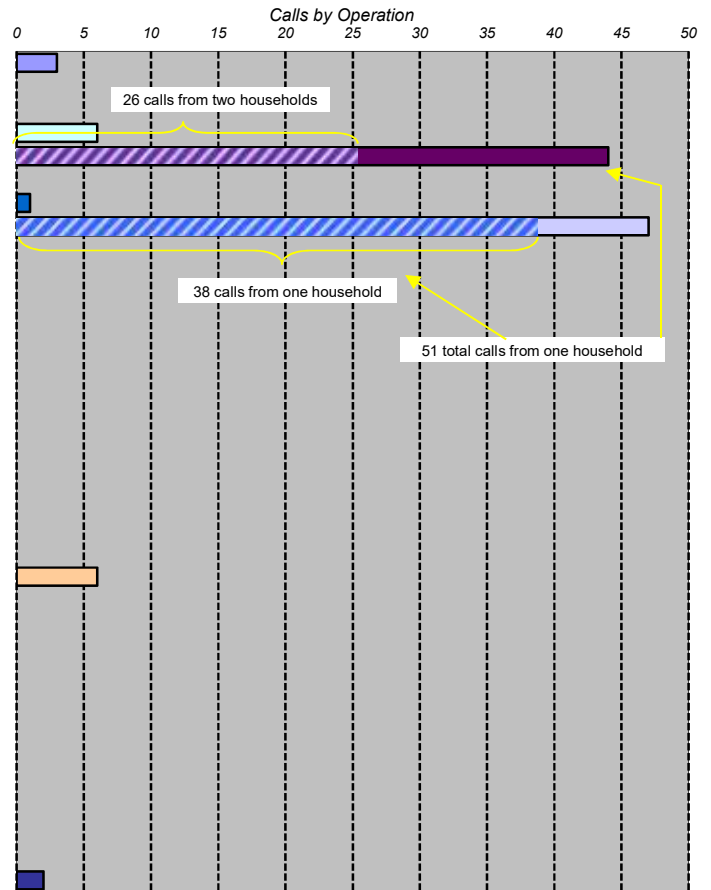 Calls by Operation
0 5 10 15 20 25 30 35 40 45 50
26 calls from two households
38 calls from one household
51 total calls from one household